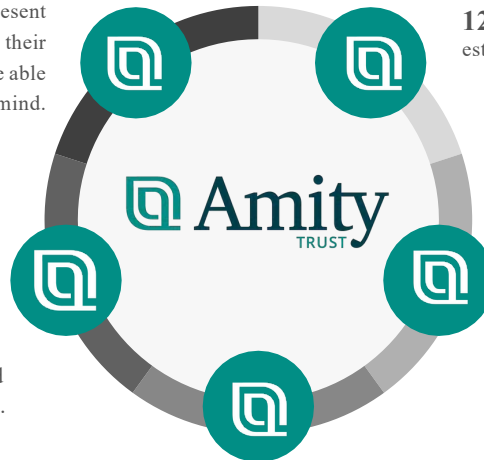 esent
their
e able
mind.
12
est
Amity
TRUST
.